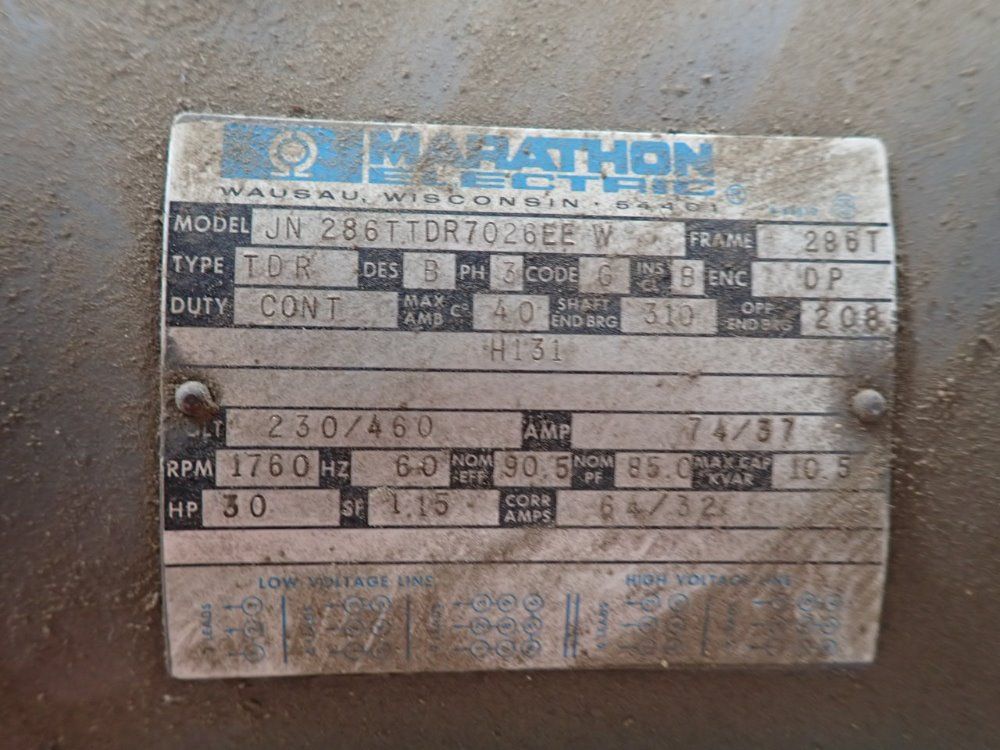 MARATHON
ELECTRIC ®
WAUSAU, WISCONSIN · 54401
MODEL JN 286TTDR7026EE W FRAME 286T
TYPE TDR DES B PH 3 CODE G INS CL B ENC DP
DUTY CONT MAX AMB C° 40 SHAFT END BRG 310 OPP END BRG 208
H131
230/460 AMP 74/37
RPM 1760 HZ 60 NOM EFF 90.5 NOM PF 85.0 MAX CAP KVAR 10.5
HP 30 SF 1.15 CORR AMPS 64/32
LOW VOLTAGE LINE HIGH VOLTAGE LINE
LEADS LEADS LEADS